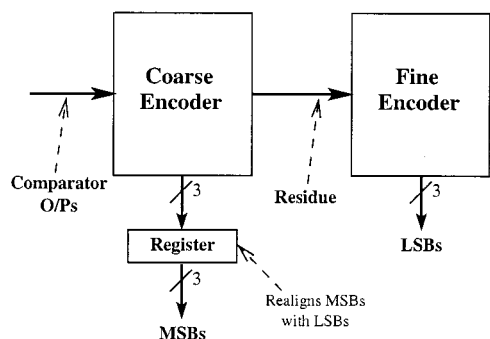 Coarse
Encoder
Fine
Encoder
Comparator
O/Ps
3
Residue
3
LSBs
Register
3
Realigns MSBs
with LSBs
MSBs